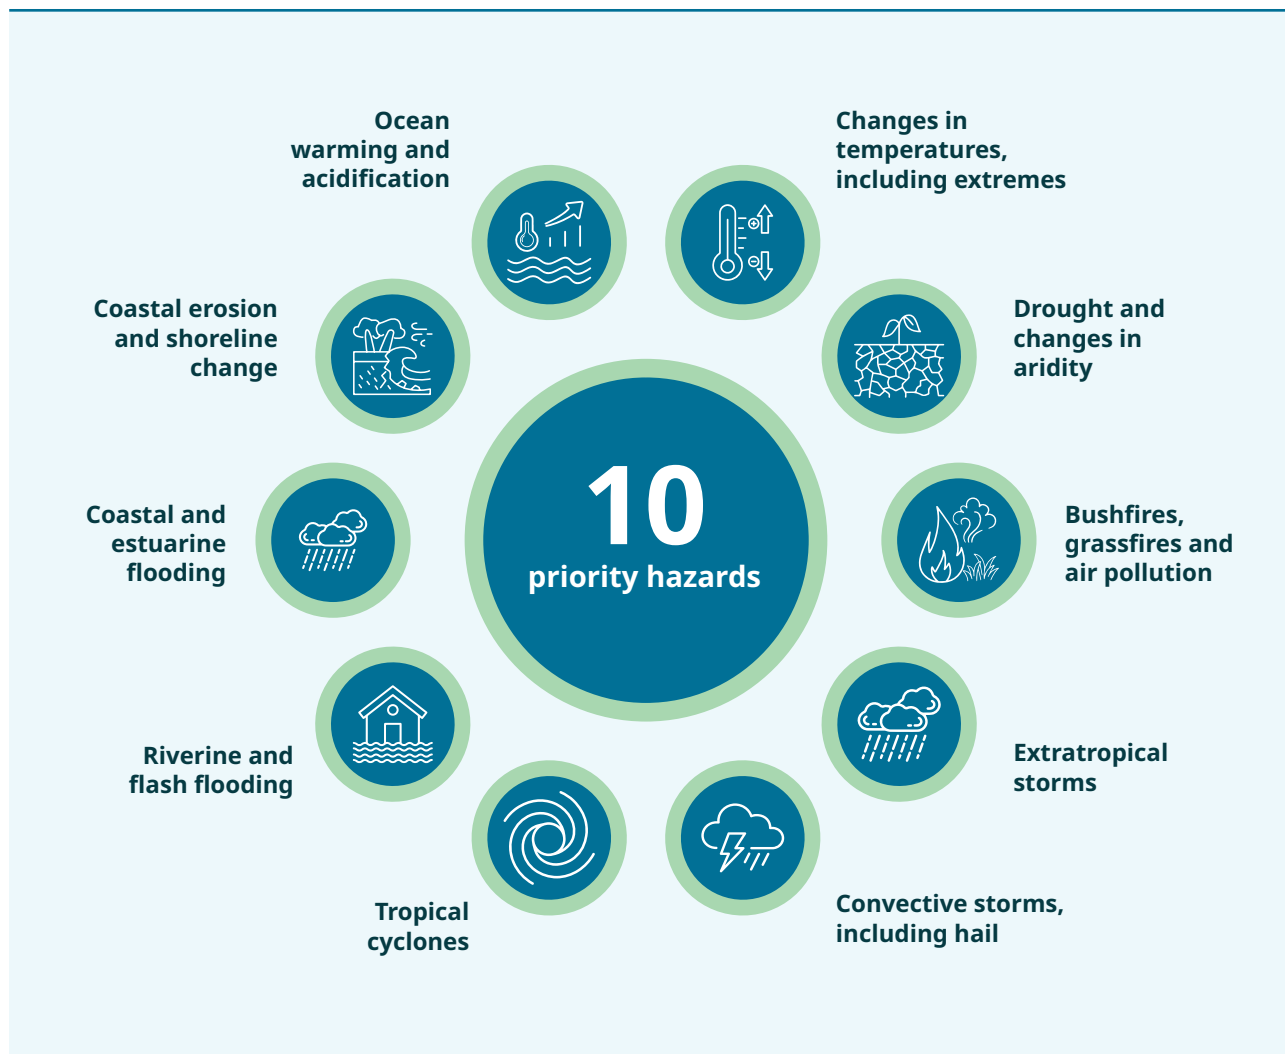 Ocean
warming and
acidification
Changes in
temperatures,
including extremes
Coastal erosion
and shoreline
change
Drought and
changes in
aridity
10
priority hazards
Coastal and
estuarine
flooding
Bushfires,
grassfires and
air pollution
Riverine and
flash flooding
Extratropical
storms
Tropical
cyclones
Convective storms,
including hail